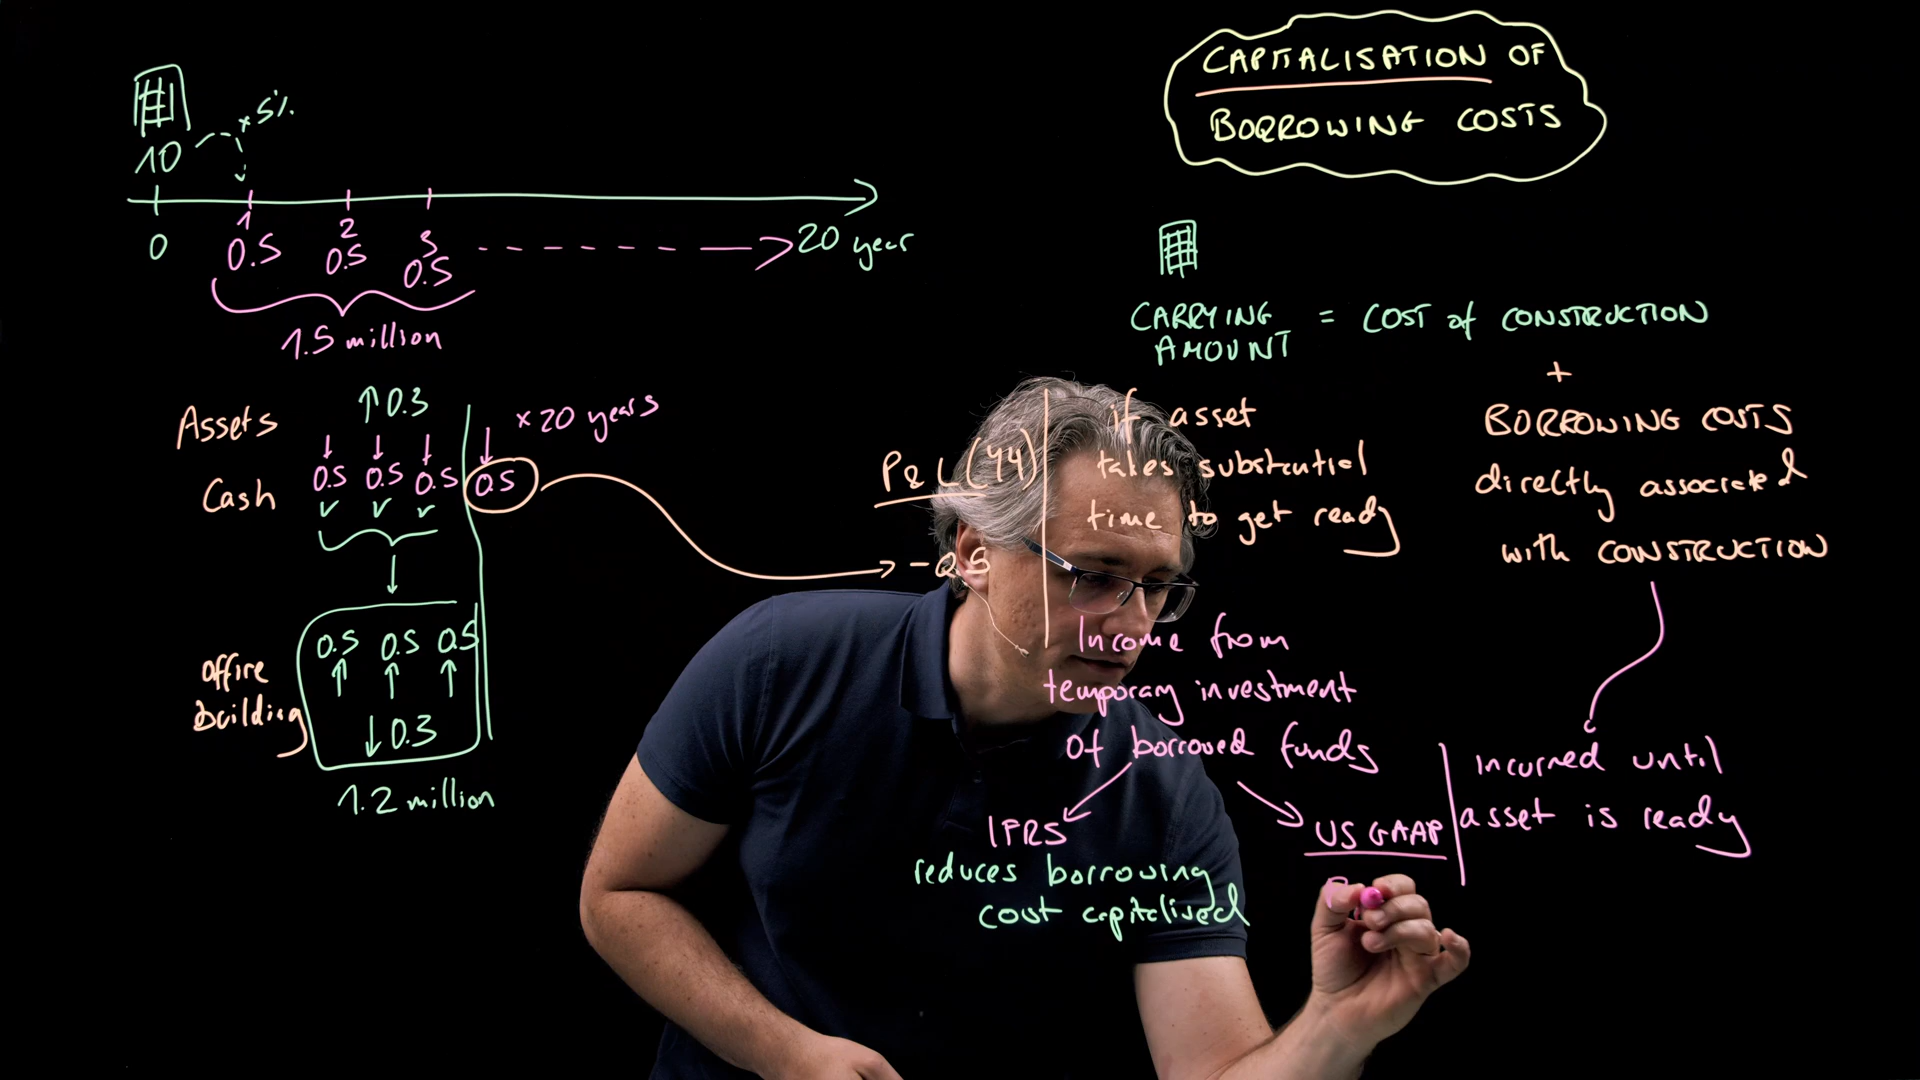 CAPITALISATION OF
BORROWING COSTS
10
× 5%
0
1
2
3
0.5
0.5
0.5
20 year
1.5 million
Assets
↑ 0.3
Cash
0.5
0.5
0.5
0.5
× 20 years
office
building
0.5
0.5
0.5
↓ 0.3
1.2 million
P&L (Y4)
- 0.5
CARRYING
AMOUNT
= COST of CONSTRUCTION
+
BORROWING COSTS
directly associated
with CONSTRUCTION
if asset
takes substantial
time to get ready
Income from
temporary investment
of borrowed funds
IFRS
reduces borrowing
cost capitalised
US GAAP
incurred until
asset is ready